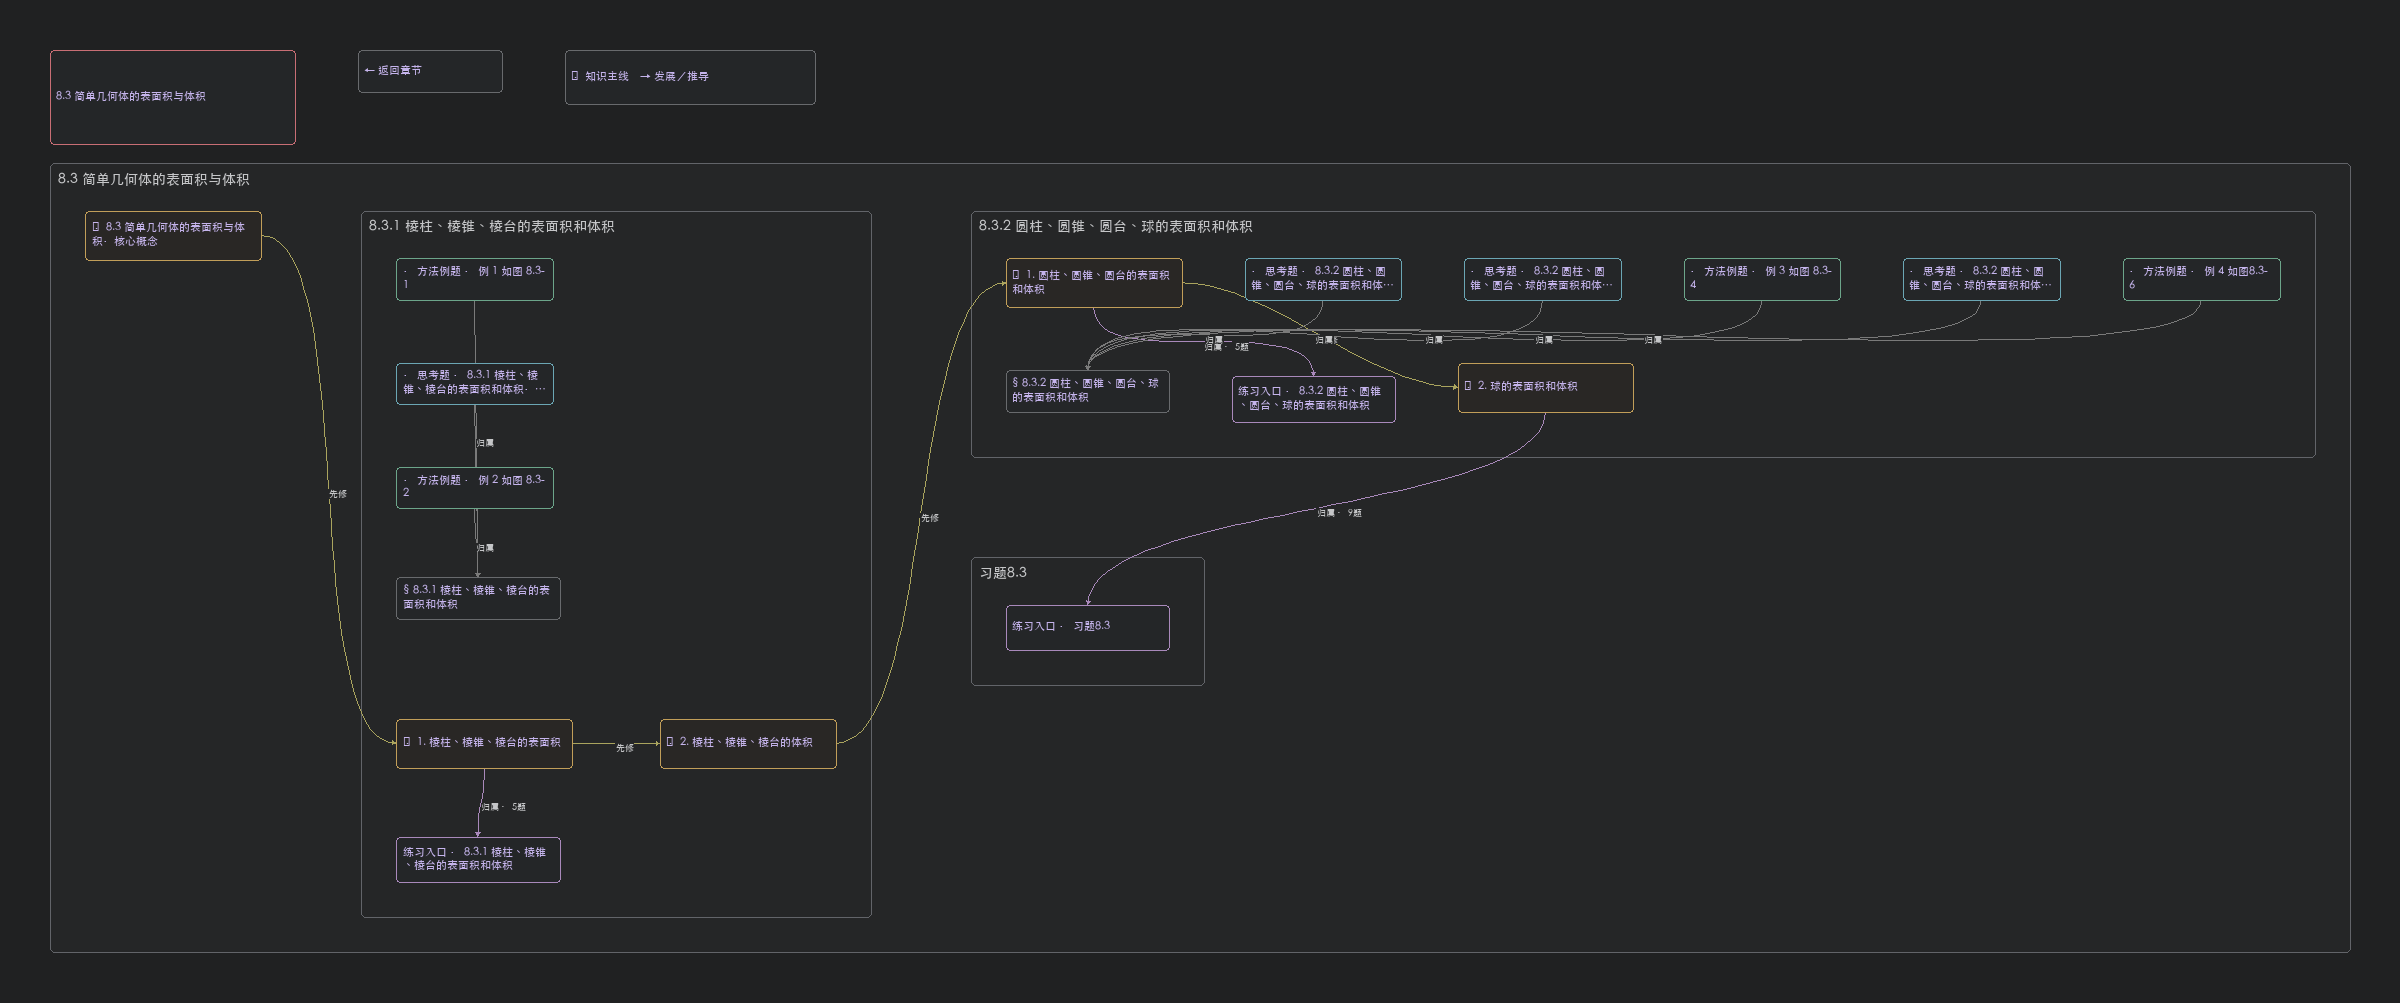 8.3 简单几何体的表面积与体积
← 返回章节
知识主线 → 发展／推导
8.3 简单几何体的表面积与体积
8.3 简单几何体的表面积与体
积· 核心概念
先修
8.3.1 棱柱、棱锥、棱台的表面积和体积
· 方法例题 · 例 1 如图 8.3-
1
· 思考题 · 8.3.1 棱柱、棱
锥、棱台的表面积和体积· …
归属
· 方法例题 · 例 2 如图 8.3-
2
归属
§ 8.3.1 棱柱、棱锥、棱台的表
面积和体积
1. 棱柱、棱锥、棱台的表面积
先修
2. 棱柱、棱锥、棱台的体积
归属 · 5题
练习入口 · 8.3.1 棱柱、棱锥
、棱台的表面积和体积
先修
8.3.2 圆柱、圆锥、圆台、球的表面积和体积
1. 圆柱、圆锥、圆台的表面积
和体积
· 思考题 · 8.3.2 圆柱、圆
锥、圆台、球的表面积和体…
· 思考题 · 8.3.2 圆柱、圆
锥、圆台、球的表面积和体…
· 方法例题 · 例 3 如图 8.3-
4
· 思考题 · 8.3.2 圆柱、圆
锥、圆台、球的表面积和体…
· 方法例题 · 例 4 如图8.3-
6
归属
归属
归属
归属
归属
归属 · 5题
§ 8.3.2 圆柱、圆锥、圆台、球
的表面积和体积
练习入口 · 8.3.2 圆柱、圆锥
、圆台、球的表面积和体积
2. 球的表面积和体积
归属 · 9题
习题8.3
练习入口 · 习题8.3